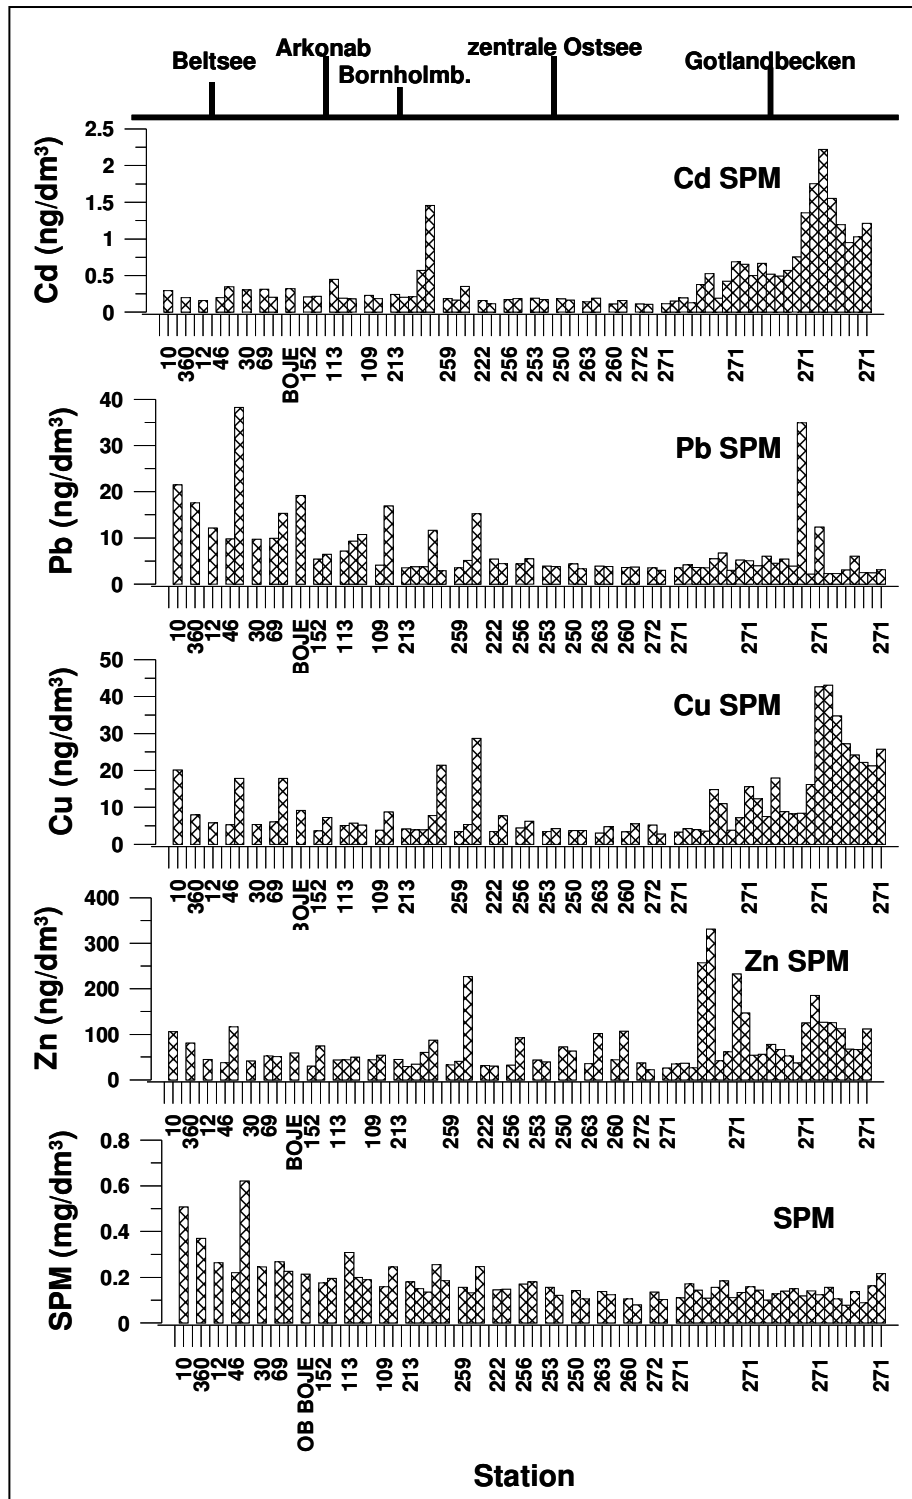 Beltsee Arkonab Bornholmb. zentrale Ostsee Gotlandbecken
Cd (ng/dm³)
2.5
2
1.5
1
0.5
0
Cd SPM
10 360 12 46 30 69 BOJE 152 113 109 213 259 222 256 253 250 263 260 272 271 271 271 271
Pb (ng/dm³)
40
30
20
10
0
Pb SPM
10 360 12 46 30 69 BOJE 152 113 109 213 259 222 256 253 250 263 260 272 271 271 271 271
Cu (ng/dm³)
50
40
30
20
10
0
Cu SPM
10 360 12 46 30 69 BOJE 152 113 109 213 259 222 256 253 250 263 260 272 271 271 271 271
Zn (ng/dm³)
400
300
200
100
0
Zn SPM
10 360 12 46 30 69 BOJE 152 113 109 213 259 222 256 253 250 263 260 272 271 271 271 271
SPM (mg/dm³)
0.8
0.6
0.4
0.2
0
SPM
10 360 12 46 30 69 OB BOJE 152 113 109 213 259 222 256 253 250 263 260 272 271 271 271 271
Station